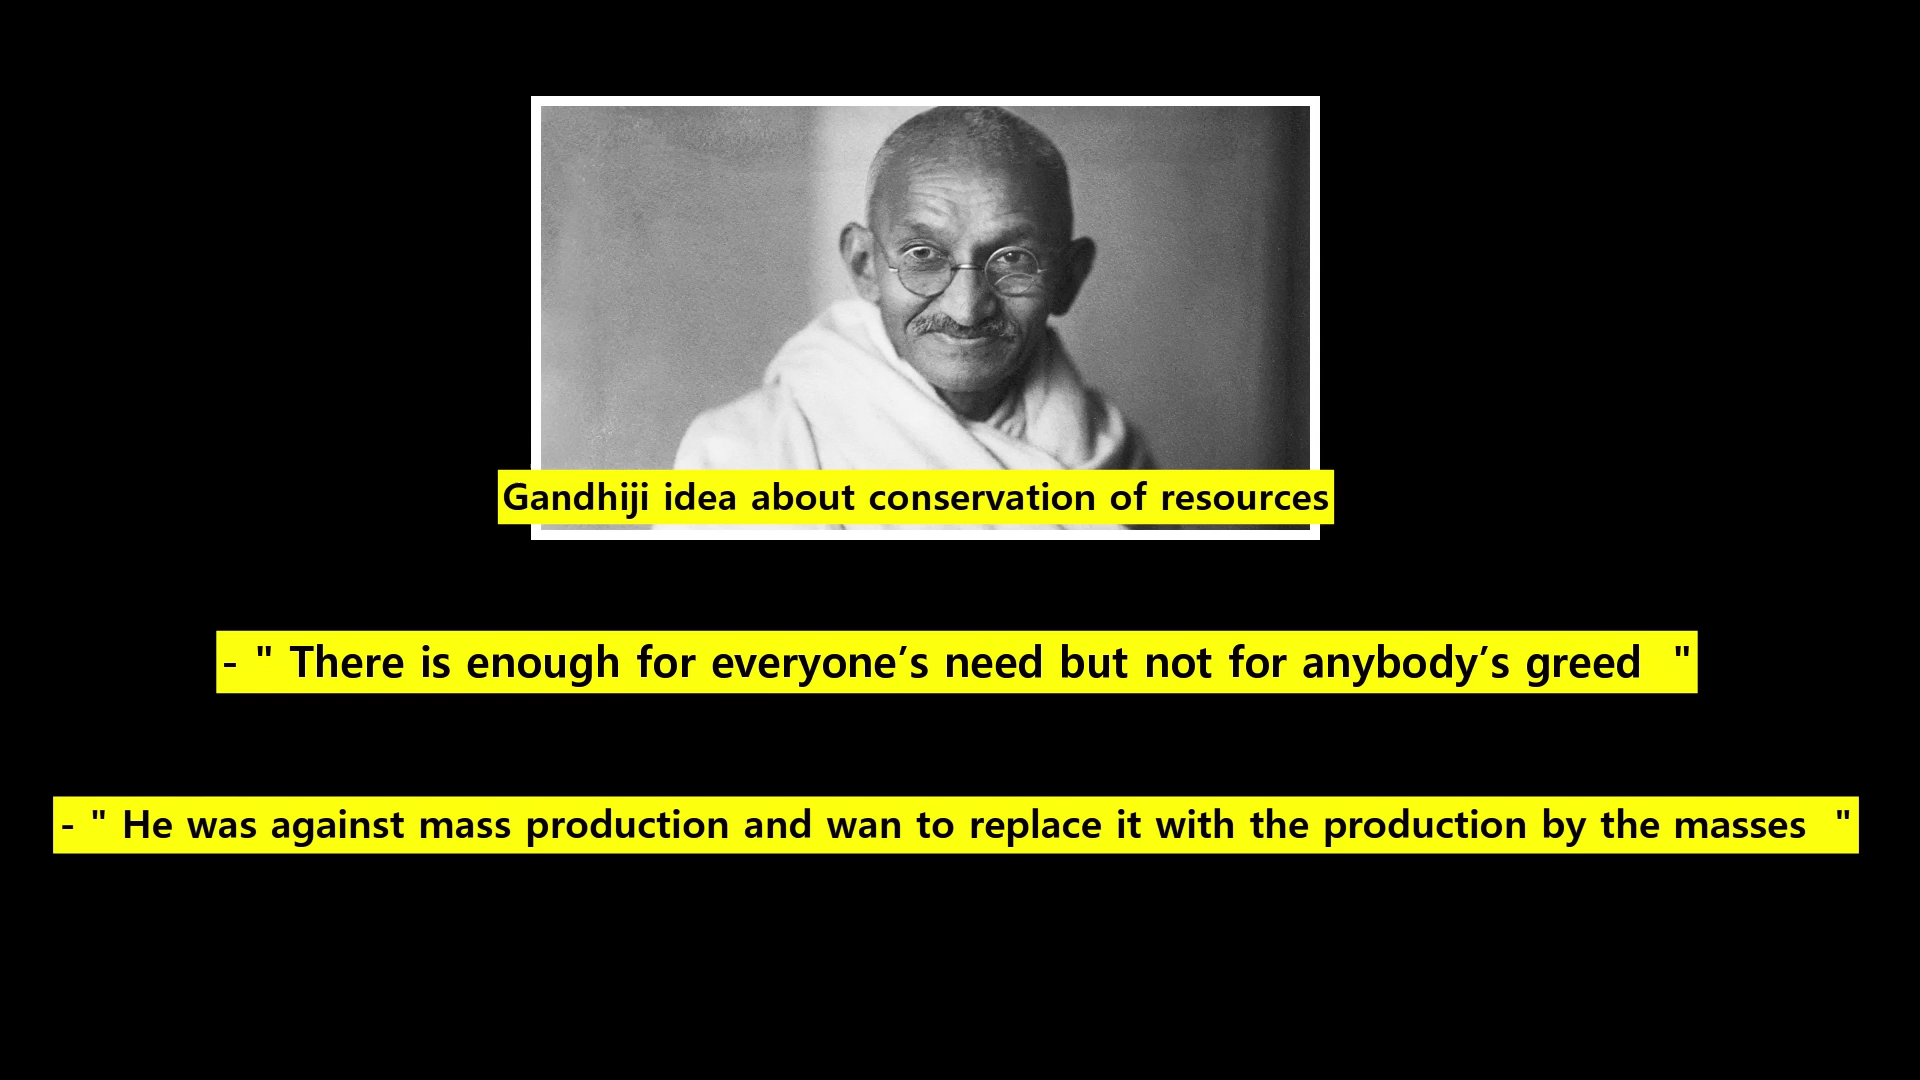 Gandhiji idea about conservation of resources
- " There is enough for everyone’s need but not for anybody’s greed  "
- " He was against mass production and wan to replace it with the production by the masses  "